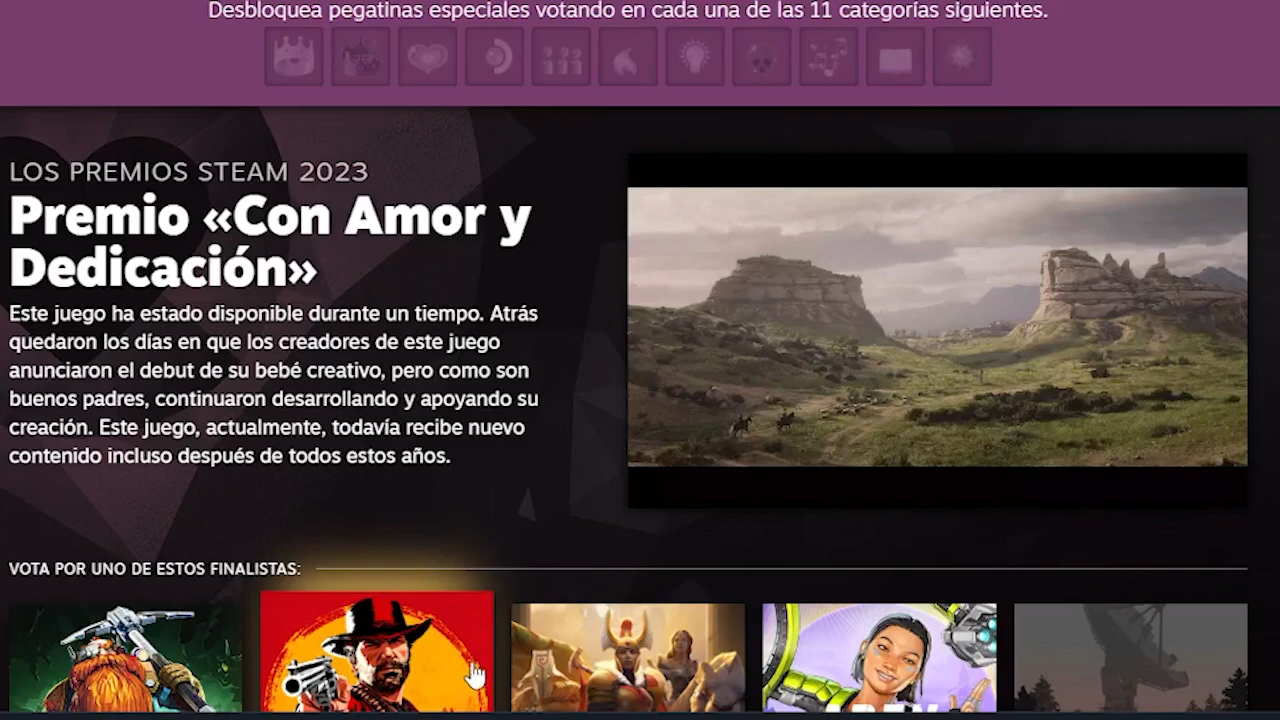 Desbloquea pegatinas especiales votando en cada una de las 11 categorías siguientes.
LOS PREMIOS STEAM 2023
Premio «Con Amor y
Dedicación»
Este juego ha estado disponible durante un tiempo. Atrás
quedaron los días en que los creadores de este juego
anunciaron el debut de su bebé creativo, pero como son
buenos padres, continuaron desarrollando y apoyando su
creación. Este juego, actualmente, todavía recibe nuevo
contenido incluso después de todos estos años.
VOTA POR UNO DE ESTOS FINALISTAS: